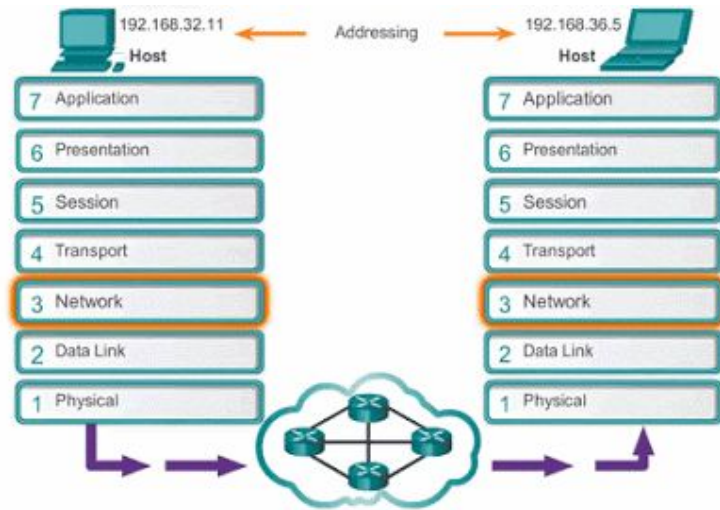 192.168.32.11
Addressing
192.168.36.5
Host
Host
7 Application
6 Presentation
5 Session
4 Transport
3 Network
2 Data Link
1 Physical
7 Application
6 Presentation
5 Session
4 Transport
3 Network
2 Data Link
1 Physical